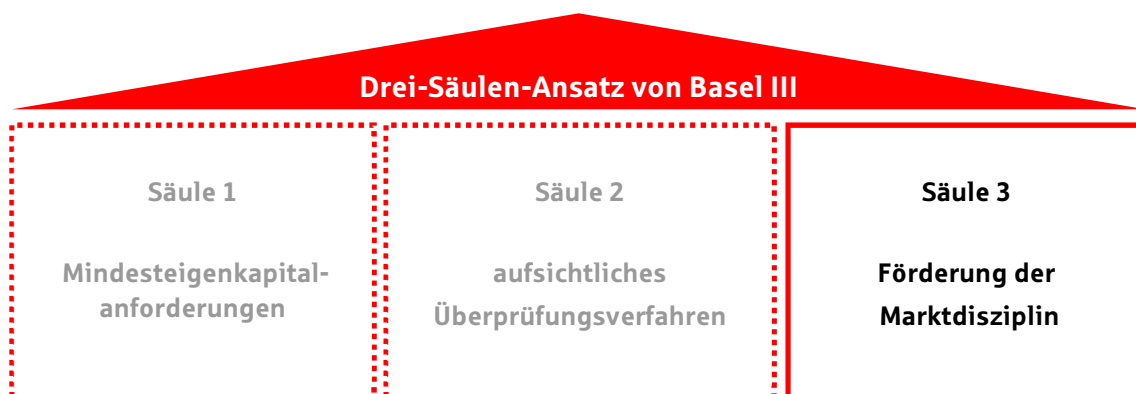 Drei-Säulen-Ansatz von Basel III
Säule 1
Mindesteigenkapital-
anforderungen
Säule 2
aufsichtliches
Überprüfungsverfahren
Säule 3
Förderung der
Marktdisziplin